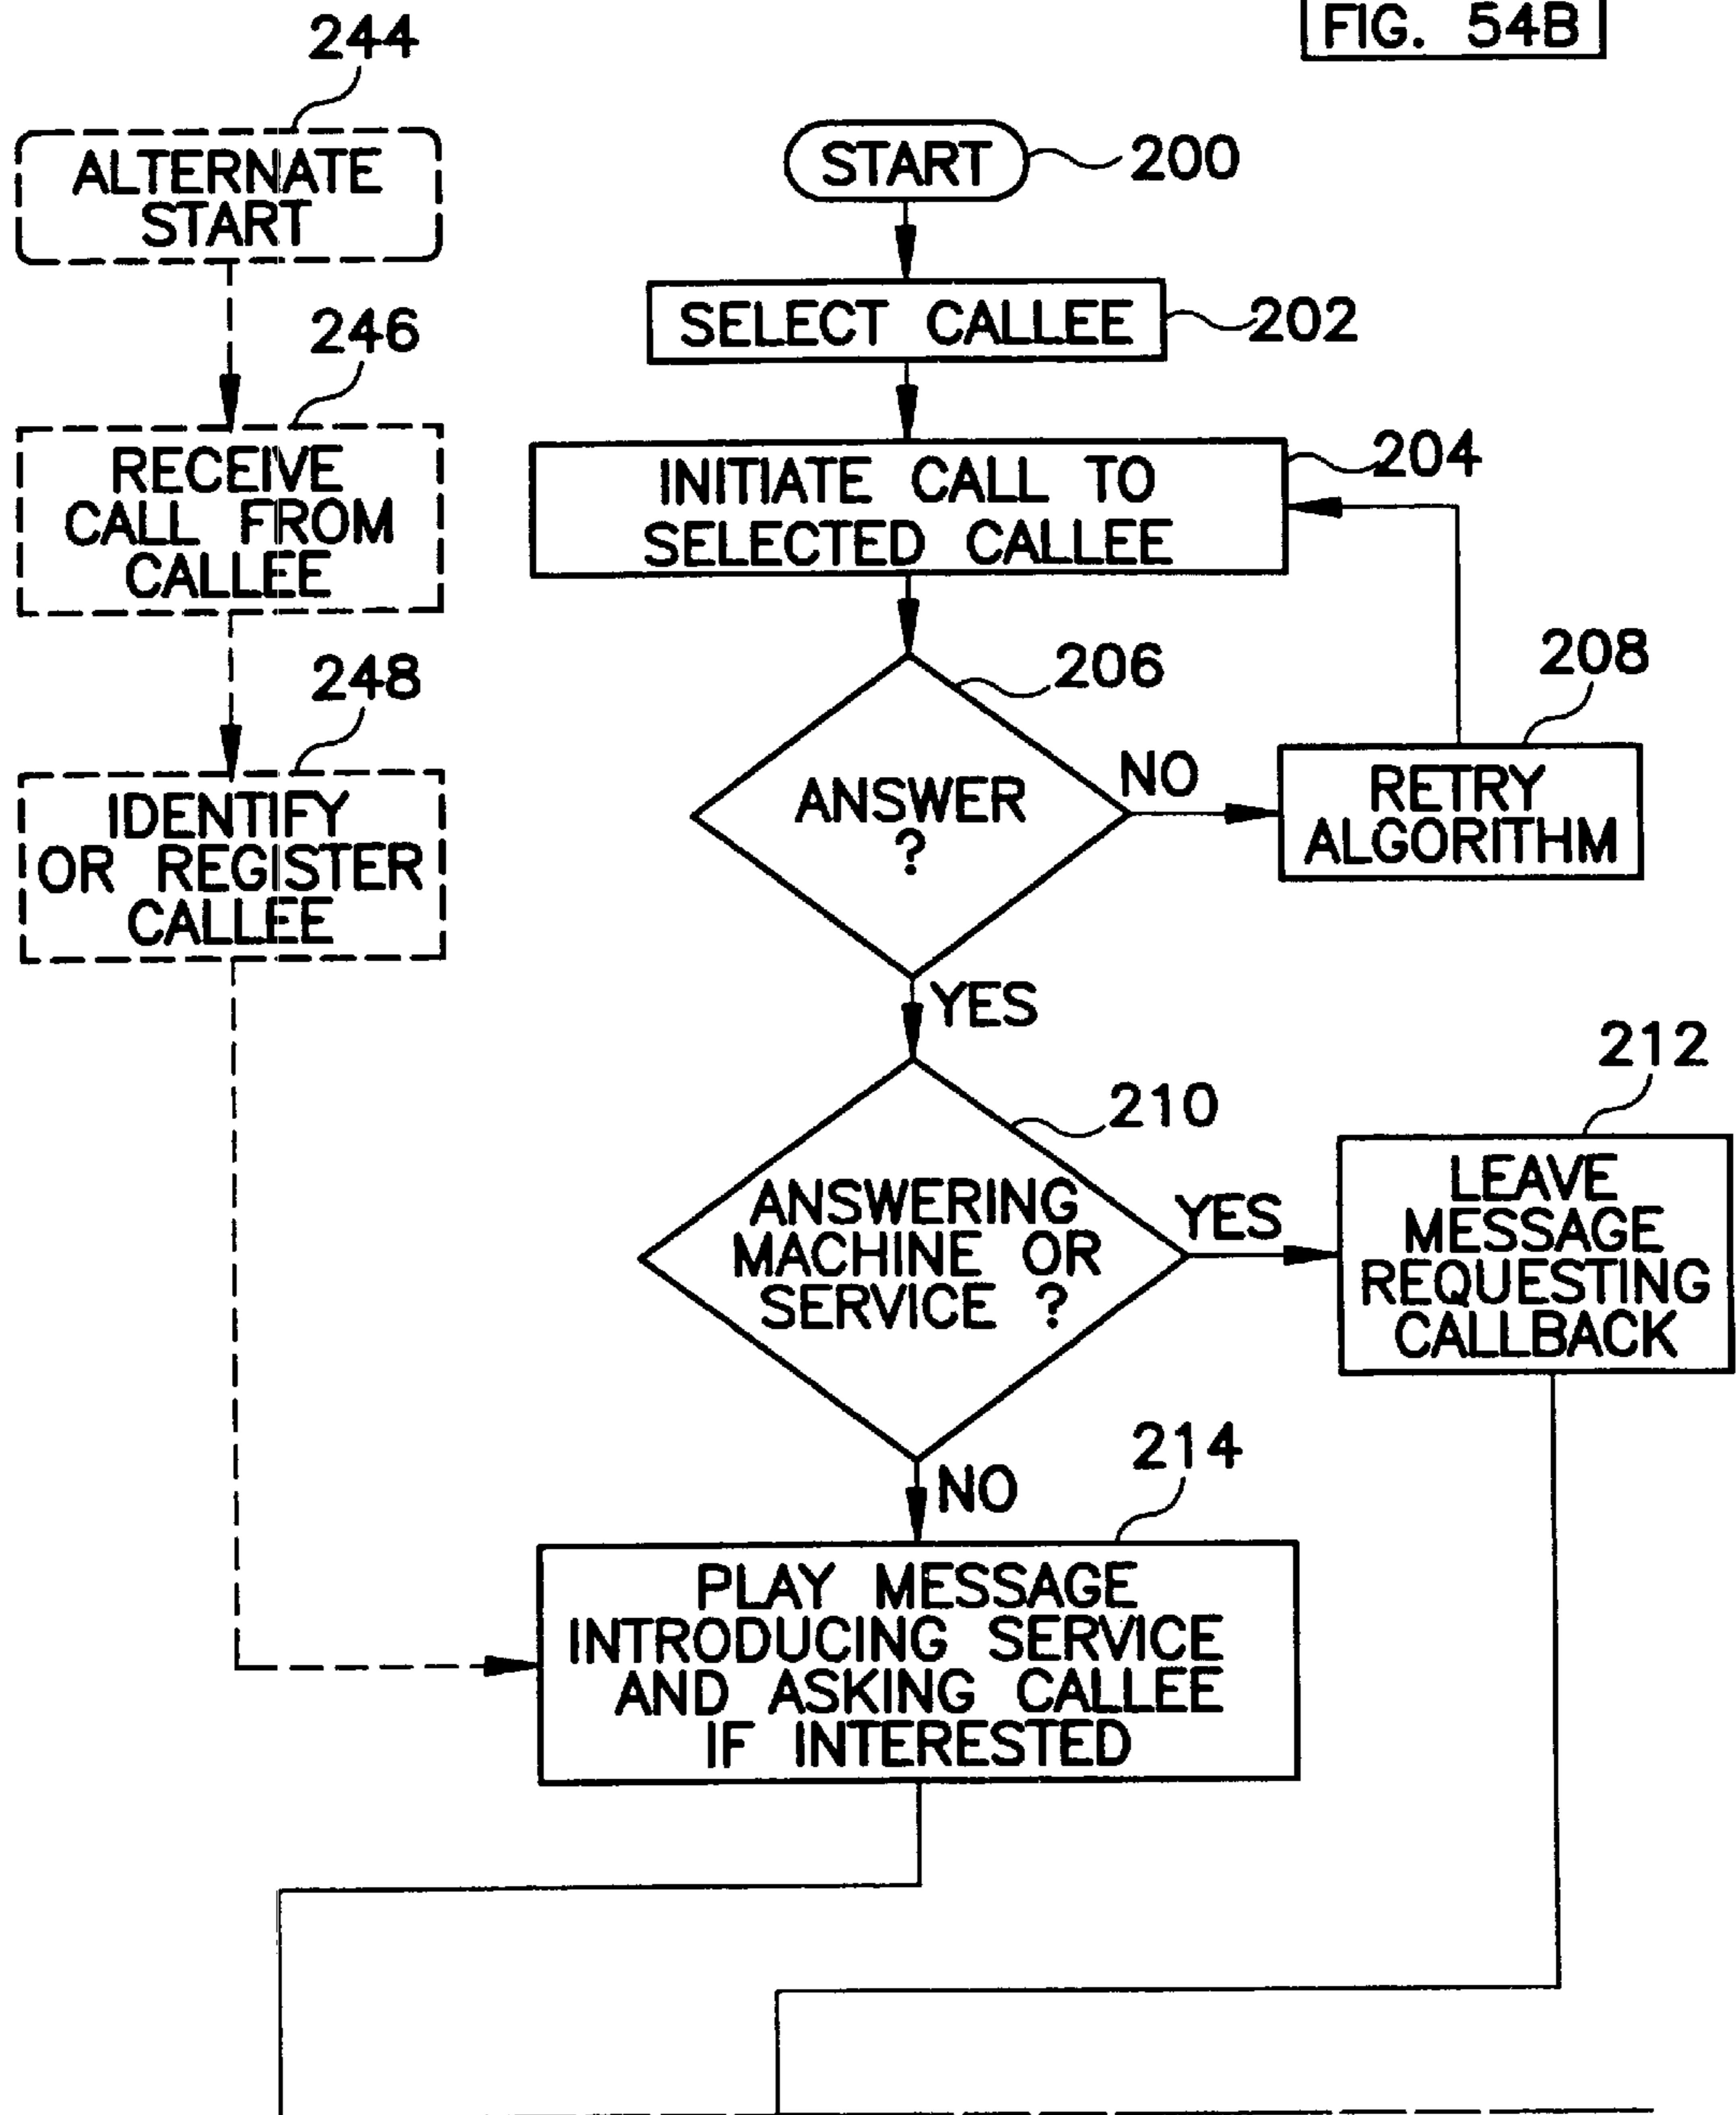 FIG. 54B
244
ALTERNATE
START
START
200
SELECT CALLEE
202
246
RECEIVE
CALL FROM
CALLEE
INITIATE CALL TO
SELECTED CALLEE
204
248
IDENTIFY
OR REGISTER
CALLEE
206
ANSWER
?
NO
208
RETRY
ALGORITHM
YES
210
ANSWERING
MACHINE OR
SERVICE ?
YES
212
LEAVE
MESSAGE
REQUESTING
CALLBACK
NO
214
PLAY MESSAGE
INTRODUCING SERVICE
AND ASKING CALLEE
IF INTERESTED